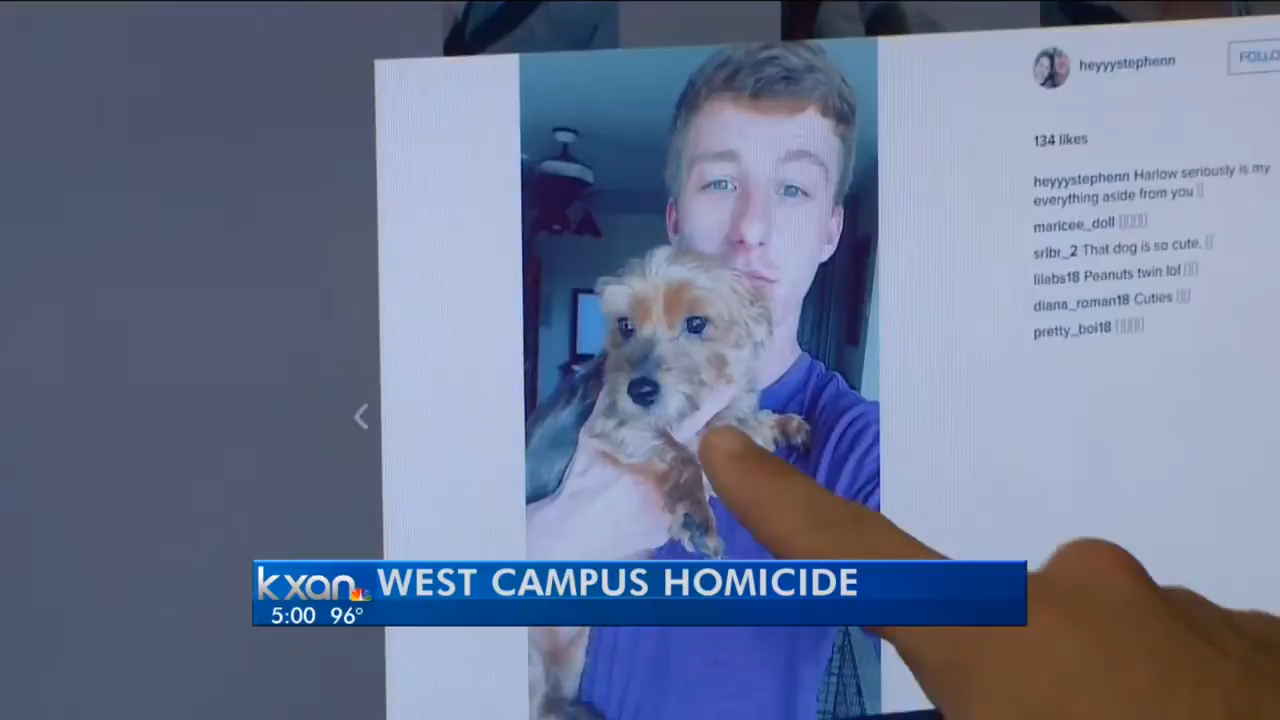 heyyystephenn
134 likes
heyyystephenn Harlow seriously is my
everything aside from you
maricee_doll
srlbr_2 That dog is so cute.
lilabs18 Peanuts twin lol
diana_roman18 Cuties
pretty_boi18
kxan WEST CAMPUS HOMICIDE
5:00 96°